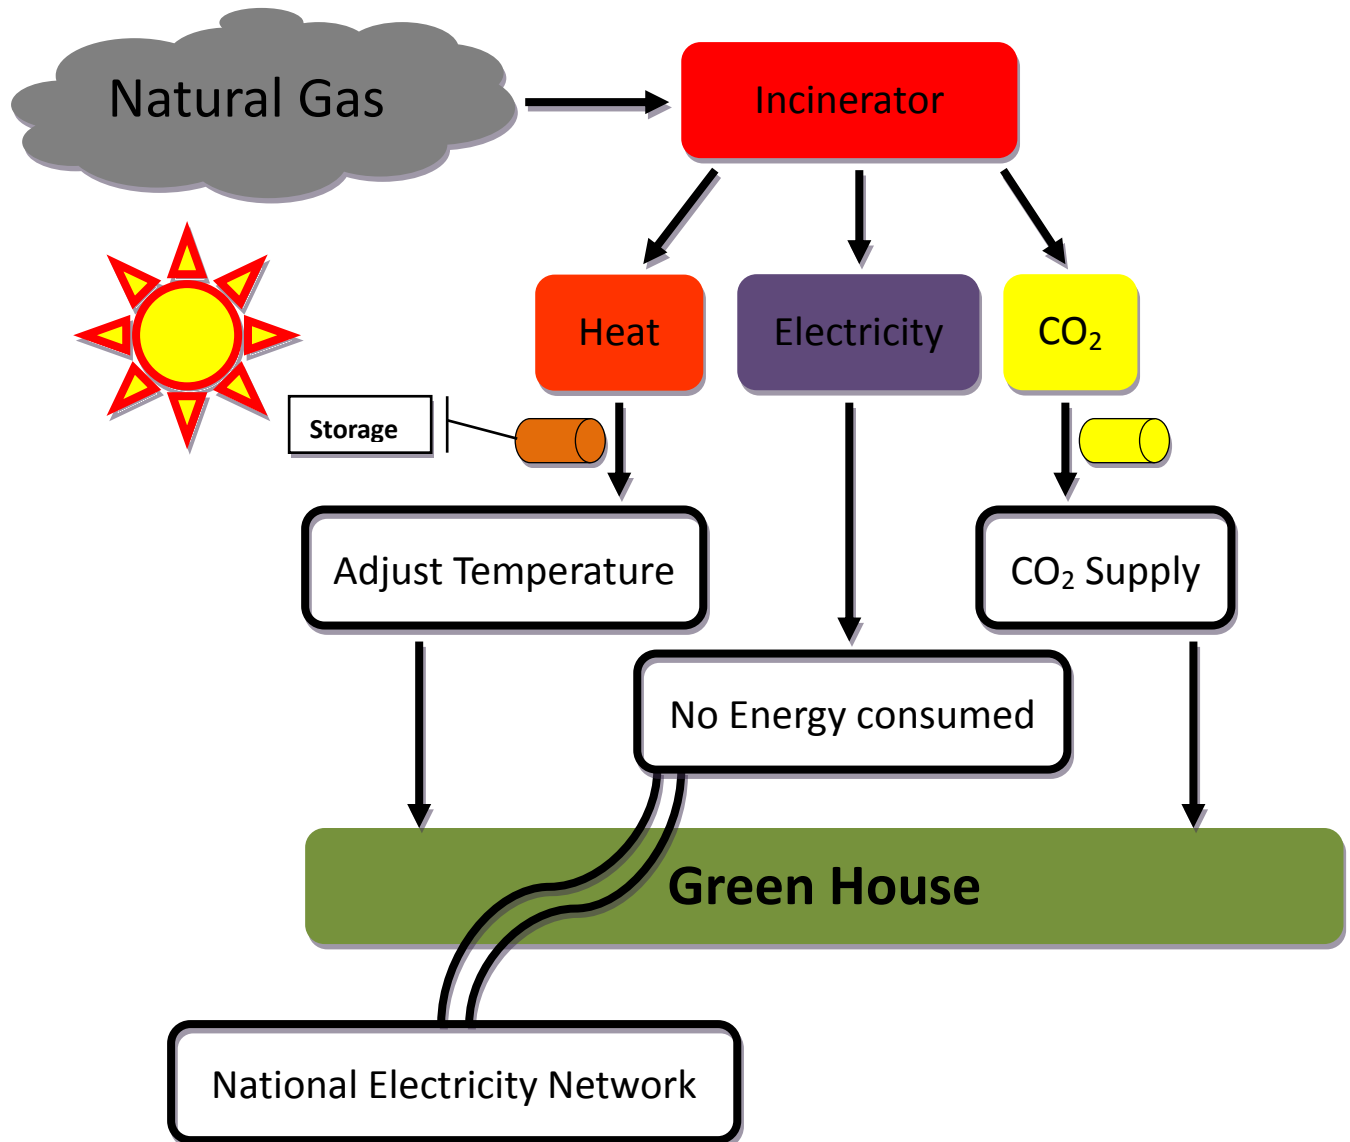 Natural Gas
Incinerator
Heat
Electricity
CO₂
Storage
Adjust Temperature
CO₂ Supply
No Energy consumed
Green House
National Electricity Network